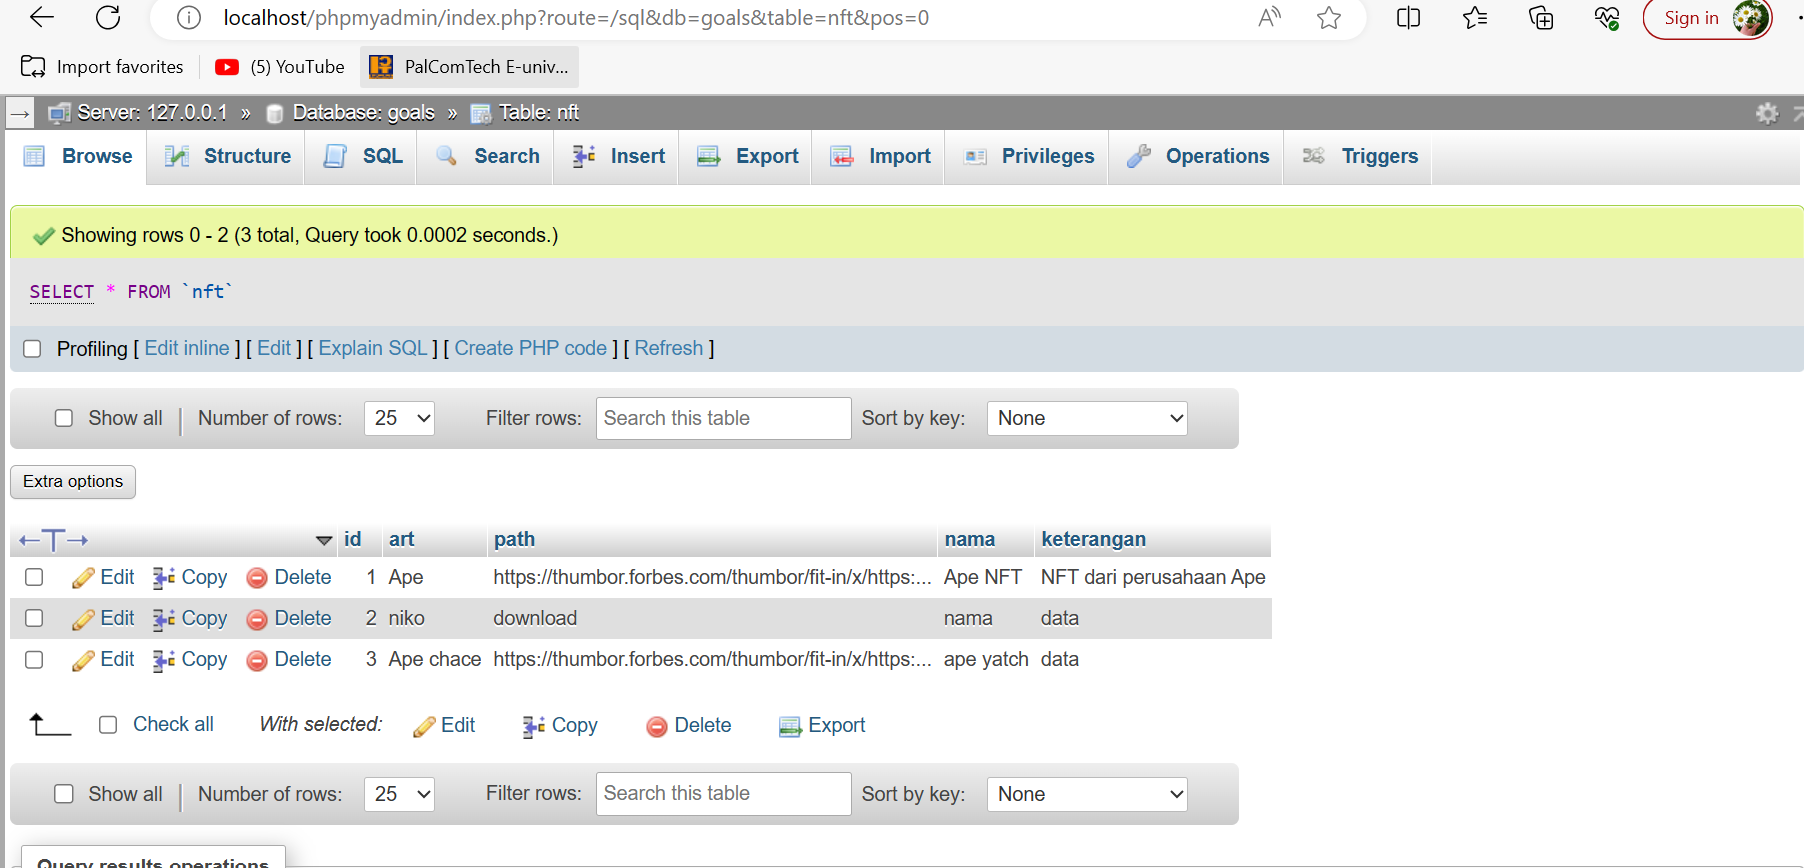 localhost/phpmyadmin/index.php?route=/sql&db=goals&table=nft&pos=0
Sign in
Import favorites
(5) YouTube
PalComTech E-univ...
Server: 127.0.0.1 » Database: goals » Table: nft
Browse Structure SQL Search Insert Export Import Privileges Operations Triggers
Showing rows 0 - 2 (3 total, Query took 0.0002 seconds.)
SELECT * FROM `nft`
Profiling [ Edit inline ] [ Edit ] [ Explain SQL ] [ Create PHP code ] [ Refresh ]
Show all | Number of rows: 25 Filter rows: Search this table Sort by key: None
Extra options
id art path nama keterangan
Edit Copy Delete 1 Ape https://thumbor.forbes.com/thumbor/fit-in/x/https:... Ape NFT NFT dari perusahaan Ape
Edit Copy Delete 2 niko download nama data
Edit Copy Delete 3 Ape chace https://thumbor.forbes.com/thumbor/fit-in/x/https:... ape yatch data
Check all With selected: Edit Copy Delete Export
Show all | Number of rows: 25 Filter rows: Search this table Sort by key: None
Query results operations